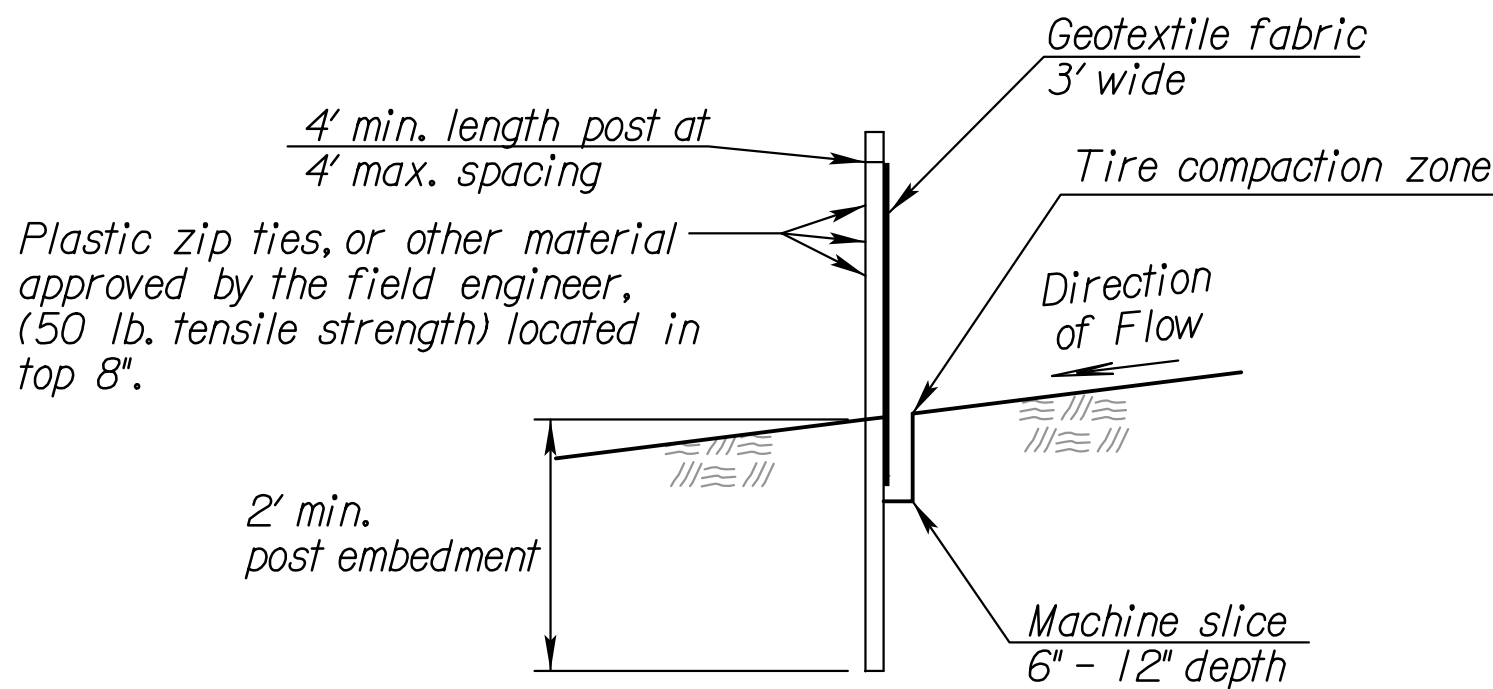 Geotextile fabric
3' wide
4' min. length post at
4' max. spacing
Tire compaction zone
Plastic zip ties, or other material
approved by the field engineer,
(50 lb. tensile strength) located in
top 8".
Direction
of Flow
2' min.
post embedment
Machine slice
6" - 12" depth